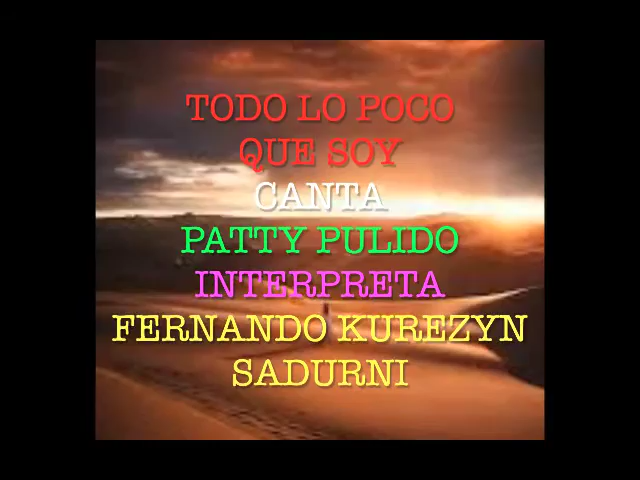 TODO LO POCO
QUE SOY
CANTA
PATTY PULIDO
INTERPRETA
FERNANDO KUREZYN
SADURNI